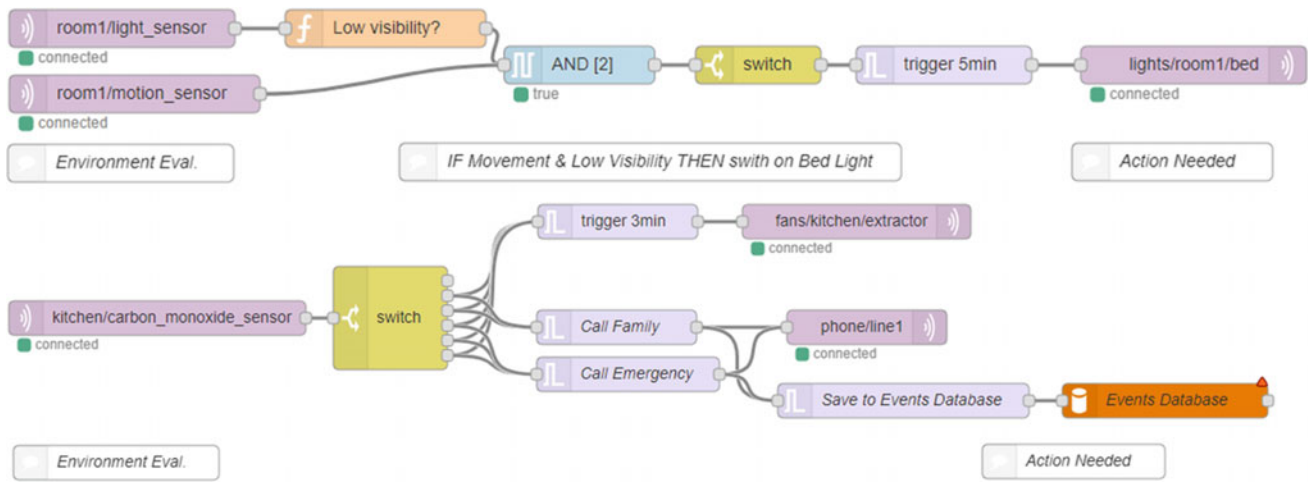 room1/light_sensor
Low visibility?
connected
AND [2]
switch
trigger 5min
lights/room1/bed
room1/motion_sensor
true
connected
connected
Environment Eval.
IF Movement & Low Visibility THEN swith on Bed Light
Action Needed
trigger 3min
fans/kitchen/extractor
connected
kitchen/carbon_monoxide_sensor
switch
connected
Call Family
phone/line1
connected
Call Emergency
Save to Events Database
Events Database
Environment Eval.
Action Needed